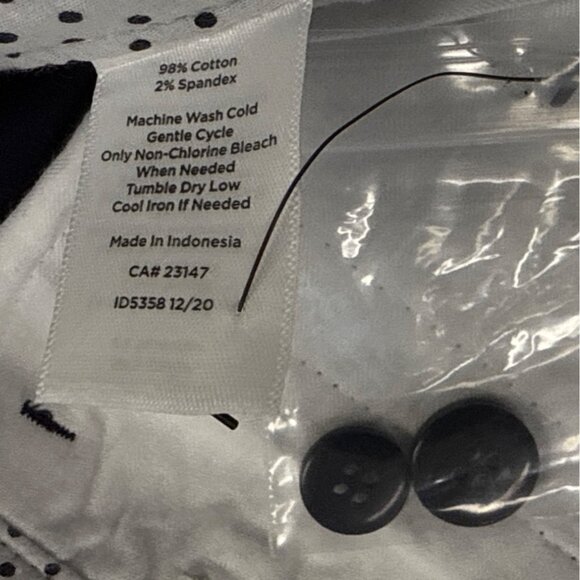 98% Cotton
2% Spandex
Machine Wash Cold
Gentle Cycle
Only Non-Chlorine Bleach
When Needed
Tumble Dry Low
Cool Iron If Needed
Made In Indonesia
CA# 23147
ID5358 12/20